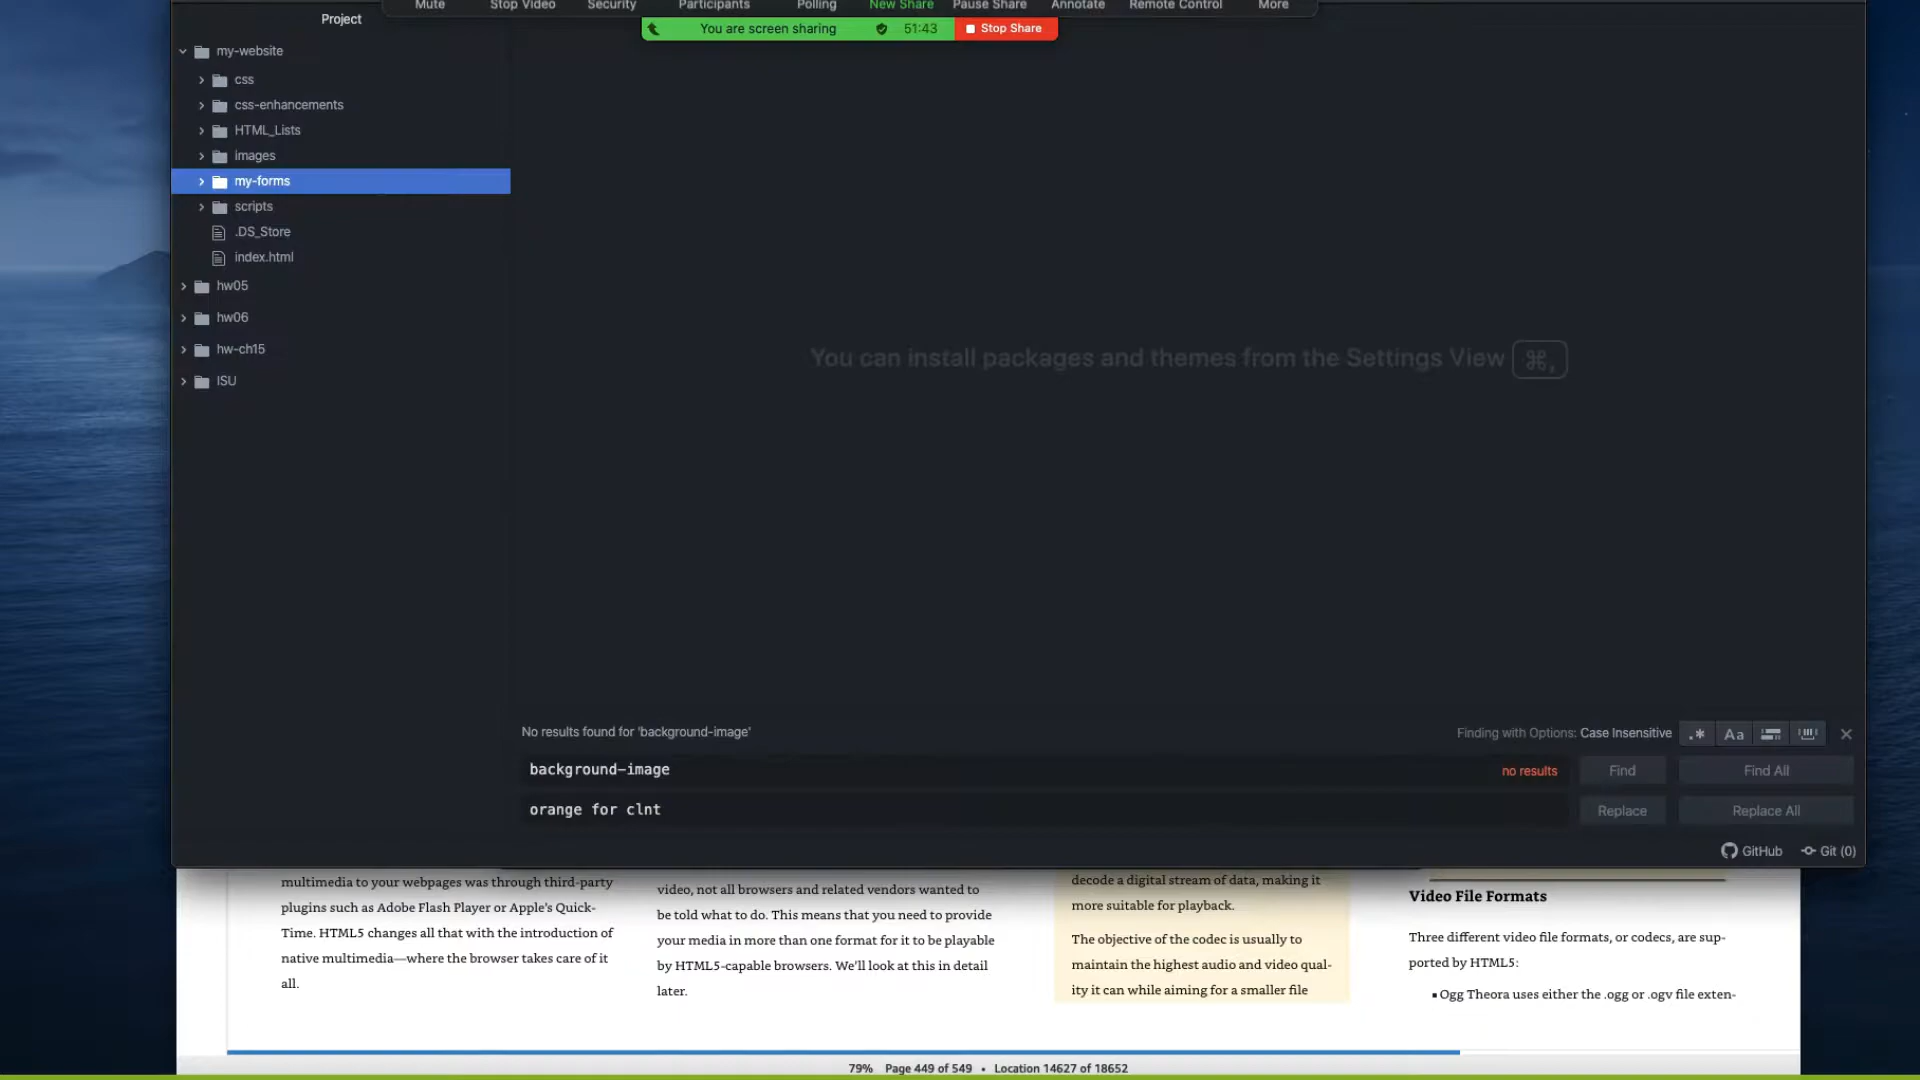 Mute Stop Video Security Participants Polling New Share Pause Share Annotate Remote Control More
You are screen sharing 51:43 Stop Share
Project
my-website
css
css-enhancements
HTML_Lists
images
my-forms
scripts
.DS_Store
index.html
hw05
hw06
hw-ch15
ISU
You can install packages and themes from the Settings View ⌘,
No results found for 'background-image'
Finding with Options: Case Insensitive .* Aa
background-image no results Find Find All
orange for clnt Replace Replace All
GitHub Git (0)
multimedia to your webpages was through third-party
plugins such as Adobe Flash Player or Apple's Quick-
Time. HTML5 changes all that with the introduction of
native multimedia—where the browser takes care of it
all.
video, not all browsers and related vendors wanted to
be told what to do. This means that you need to provide
your media in more than one format for it to be playable
by HTML5-capable browsers. We'll look at this in detail
later.
decode a digital stream of data, making it
more suitable for playback.
The objective of the codec is usually to
maintain the highest audio and video qual-
ity it can while aiming for a smaller file
Video File Formats
Three different video file formats, or codecs, are sup-
ported by HTML5:
▪ Ogg Theora uses either the .ogg or .ogv file exten-
79% Page 449 of 549 • Location 14627 of 18652